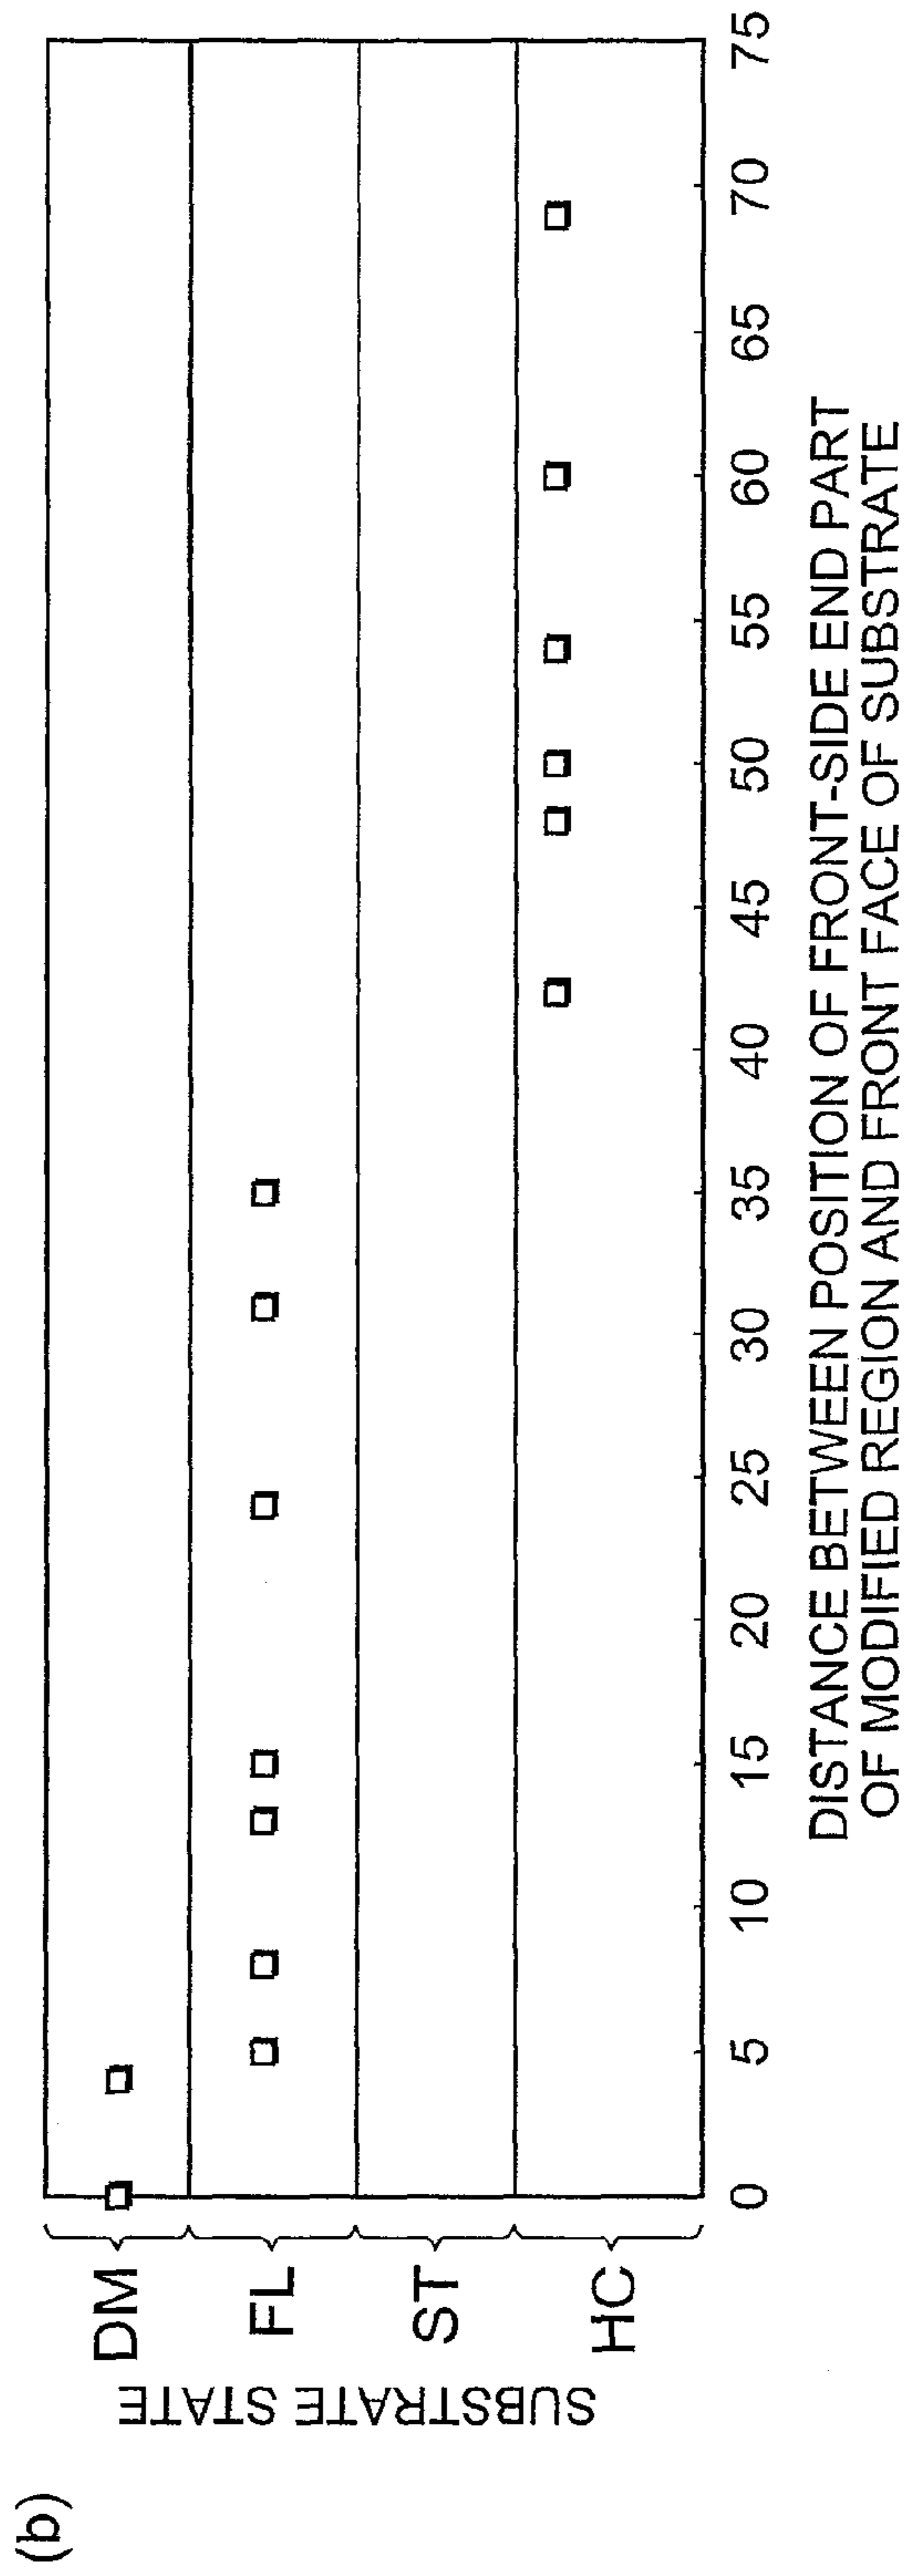 (b)
SUBSTRATE STATE
DM
FL
ST
HC
0 5 10 15 20 25 30 35 40 45 50 55 60 65 70 75
DISTANCE BETWEEN POSITION OF FRONT-SIDE END PART
OF MODIFIED REGION AND FRONT FACE OF SUBSTRATE